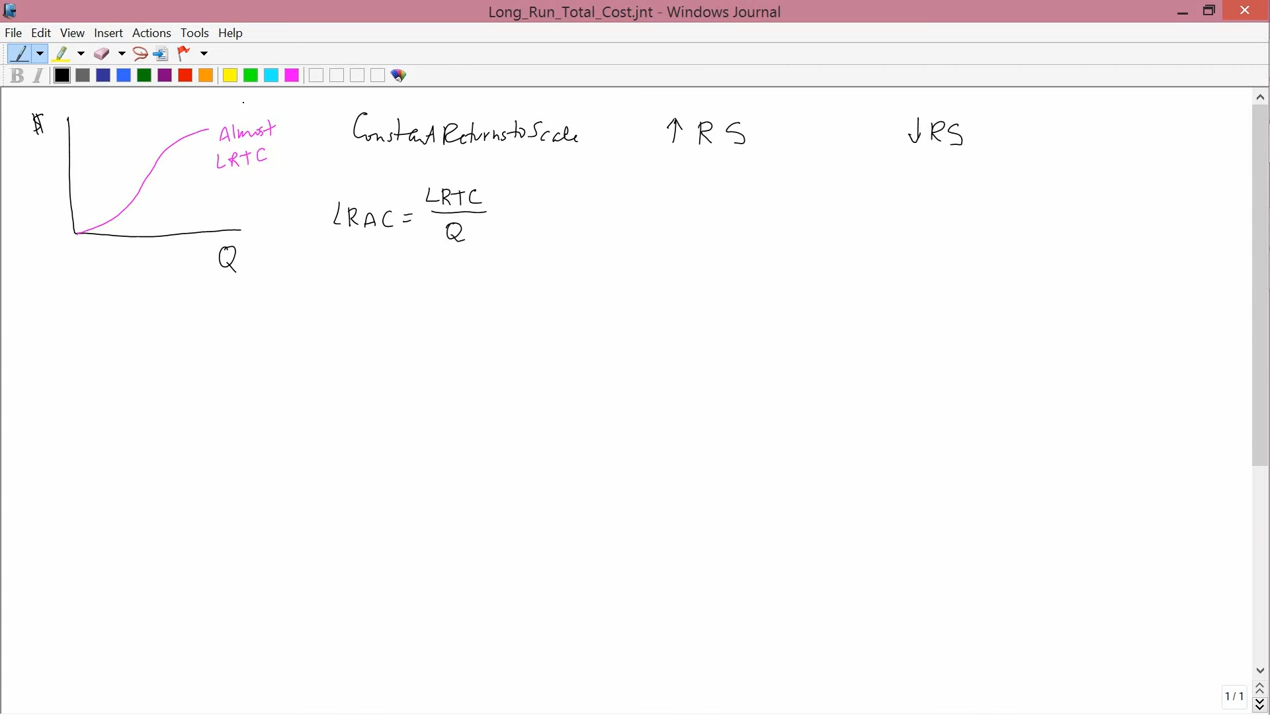 Long_Run_Total_Cost.jnt - Windows Journal
File Edit View Insert Actions Tools Help
B I
$
Almost
LRTC
Q
Constant Returns to Scale
↑ R S
↓ RS
LRAC = LRTC
Q
1 / 1